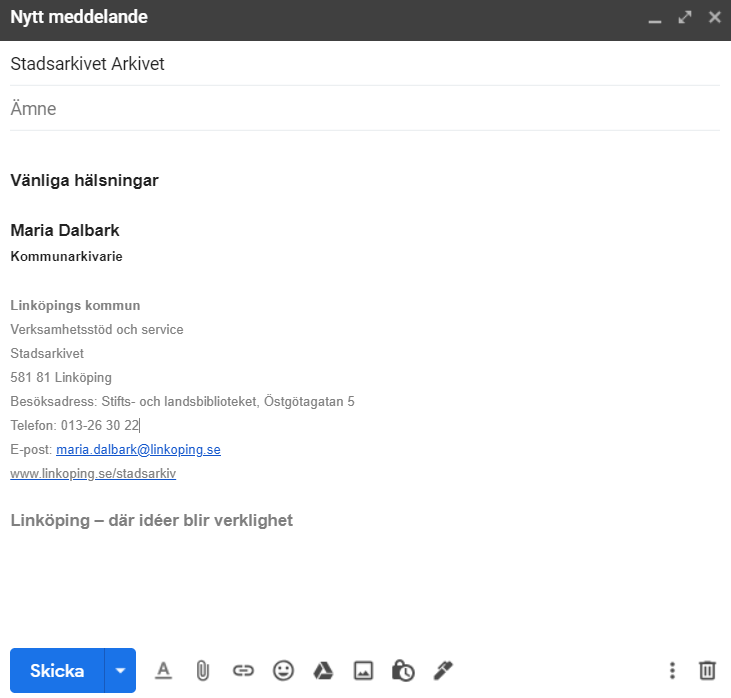 Nytt meddelande
Stadsarkivet Arkivet
Ämne
Vänliga hälsningar
Maria Dalbark
Kommunarkivarie
Linköpings kommun
Verksamhetsstöd och service
Stadsarkivet
581 81 Linköping
Besöksadress: Stifts- och landsbiblioteket, Östgötagatan 5
Telefon: 013-26 30 22
E-post: maria.dalbark@linkoping.se
www.linkoping.se/stadsarkiv
Linköping – där idéer blir verklighet
Skicka